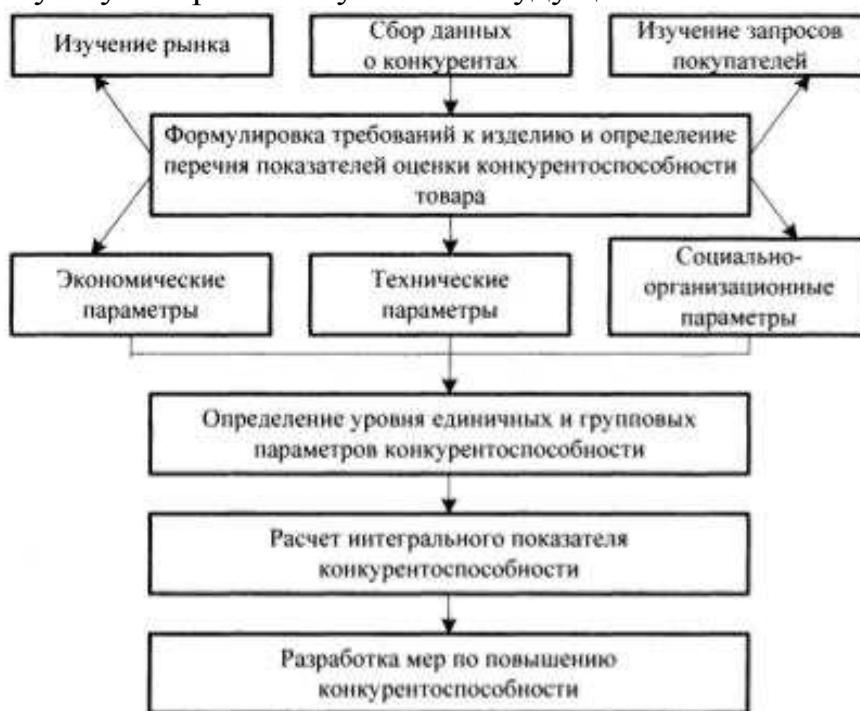 Изучение рынка
Сбор данных
о конкурентах
Изучение запросов
покупателей
Формулировка требований к изделию и определение
перечня показателей оценки конкурентоспособности
товара
Экономические
параметры
Технические
параметры
Социально-
организационные
параметры
Определение уровня единичных и групповых
параметров конкурентоспособности
Расчет интегрального показателя
конкурентоспособности
Разработка мер по повышению
конкурентоспособности